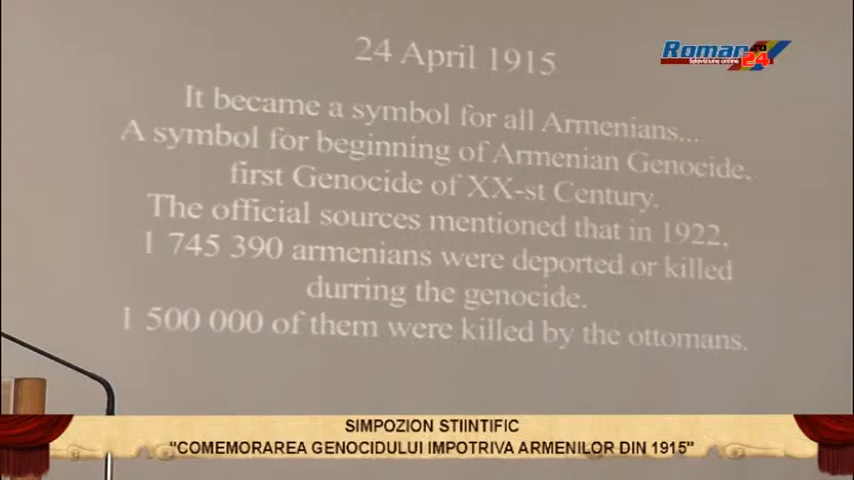 24 April 1915
Roman .ro
televiziune online 24
It became a symbol for all Armenians...
A symbol for beginning of Armenian Genocide,
first Genocide of XX-st Century.
The official sources mentioned that in 1922,
1 745 390 armenians were deported or killed
durring the genocide.
1 500 000 of them were killed by the ottomans.
SIMPOZION STIINTIFIC
"COMEMORAREA GENOCIDULUI IMPOTRIVA ARMENILOR DIN 1915"